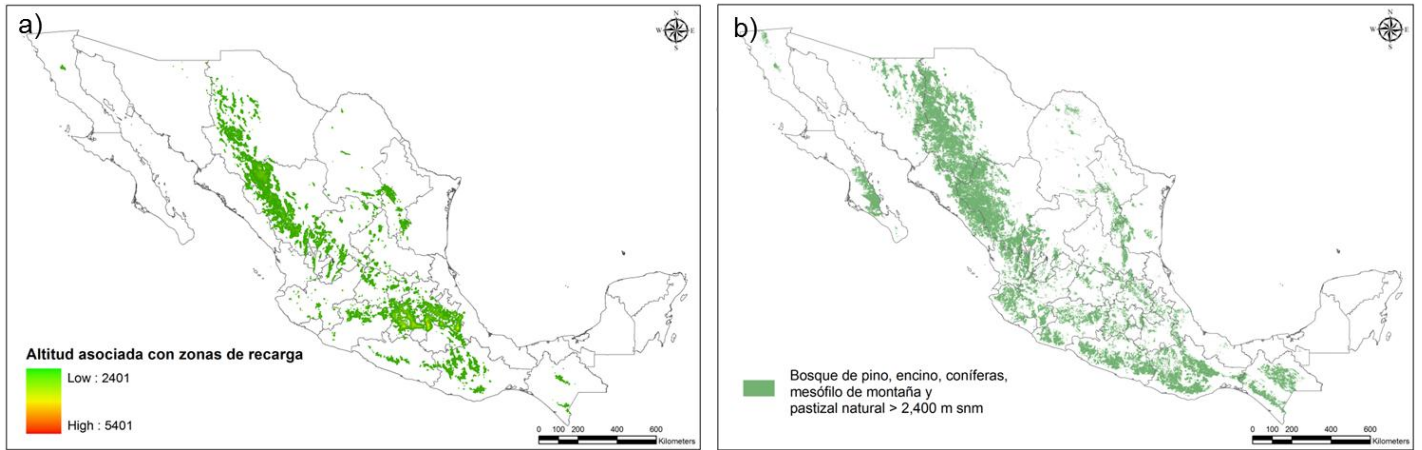 a)
N
W E
S
Altitud asociada con zonas de recarga
Low : 2401
High : 5401
0 100 200 400 600
Kilometers
b)
N
W E
S
Bosque de pino, encino, coníferas,
mesófilo de montaña y
pastizal natural > 2,400 m snm
0 100 200 400 600
Kilometers